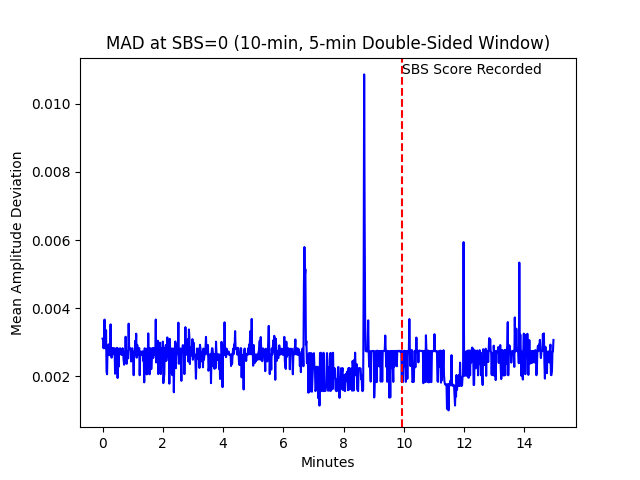 MAD at SBS=0 (10-min, 5-min Double-Sided Window)
SBS Score Recorded
Mean Amplitude Deviation
0.010
0.008
0.006
0.004
0.002
0 2 4 6 8 10 12 14
Minutes